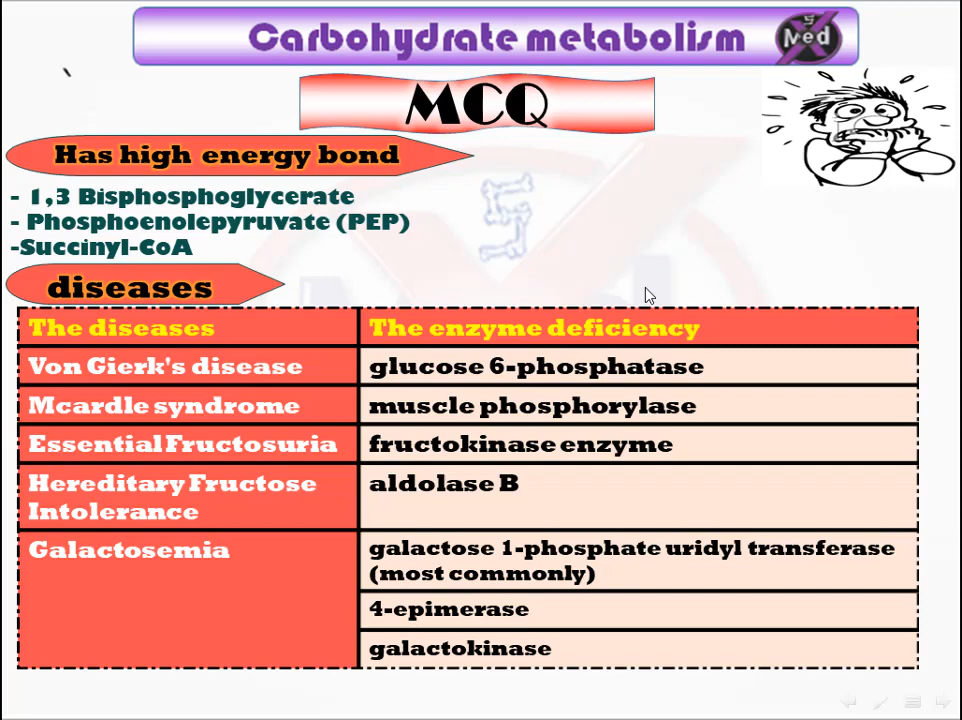 Carbohydrate metabolism
Med
MCQ
Has high energy bond
- 1,3 Bisphosphoglycerate
- Phosphoenolepyruvate (PEP)
-Succinyl-CoA
diseases
The diseases
The enzyme deficiency
Von Gierk's disease
glucose 6-phosphatase
Mcardle syndrome
muscle phosphorylase
Essential Fructosuria
fructokinase enzyme
Hereditary Fructose
Intolerance
aldolase B
Galactosemia
galactose 1-phosphate uridyl transferase
(most commonly)
4-epimerase
galactokinase